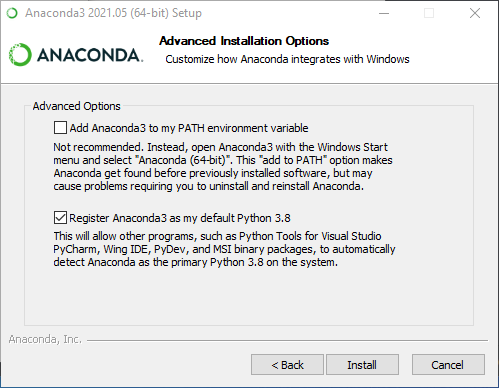 Anaconda3 2021.05 (64-bit) Setup
ANACONDA.
Advanced Installation Options
Customize how Anaconda integrates with Windows
Advanced Options
Add Anaconda3 to my PATH environment variable
Not recommended. Instead, open Anaconda3 with the Windows Start
menu and select "Anaconda (64-bit)". This "add to PATH" option makes
Anaconda get found before previously installed software, but may
cause problems requiring you to uninstall and reinstall Anaconda.
Register Anaconda3 as my default Python 3.8
This will allow other programs, such as Python Tools for Visual Studio
PyCharm, Wing IDE, PyDev, and MSI binary packages, to automatically
detect Anaconda as the primary Python 3.8 on the system.
Anaconda, Inc.
< Back
Install
Cancel